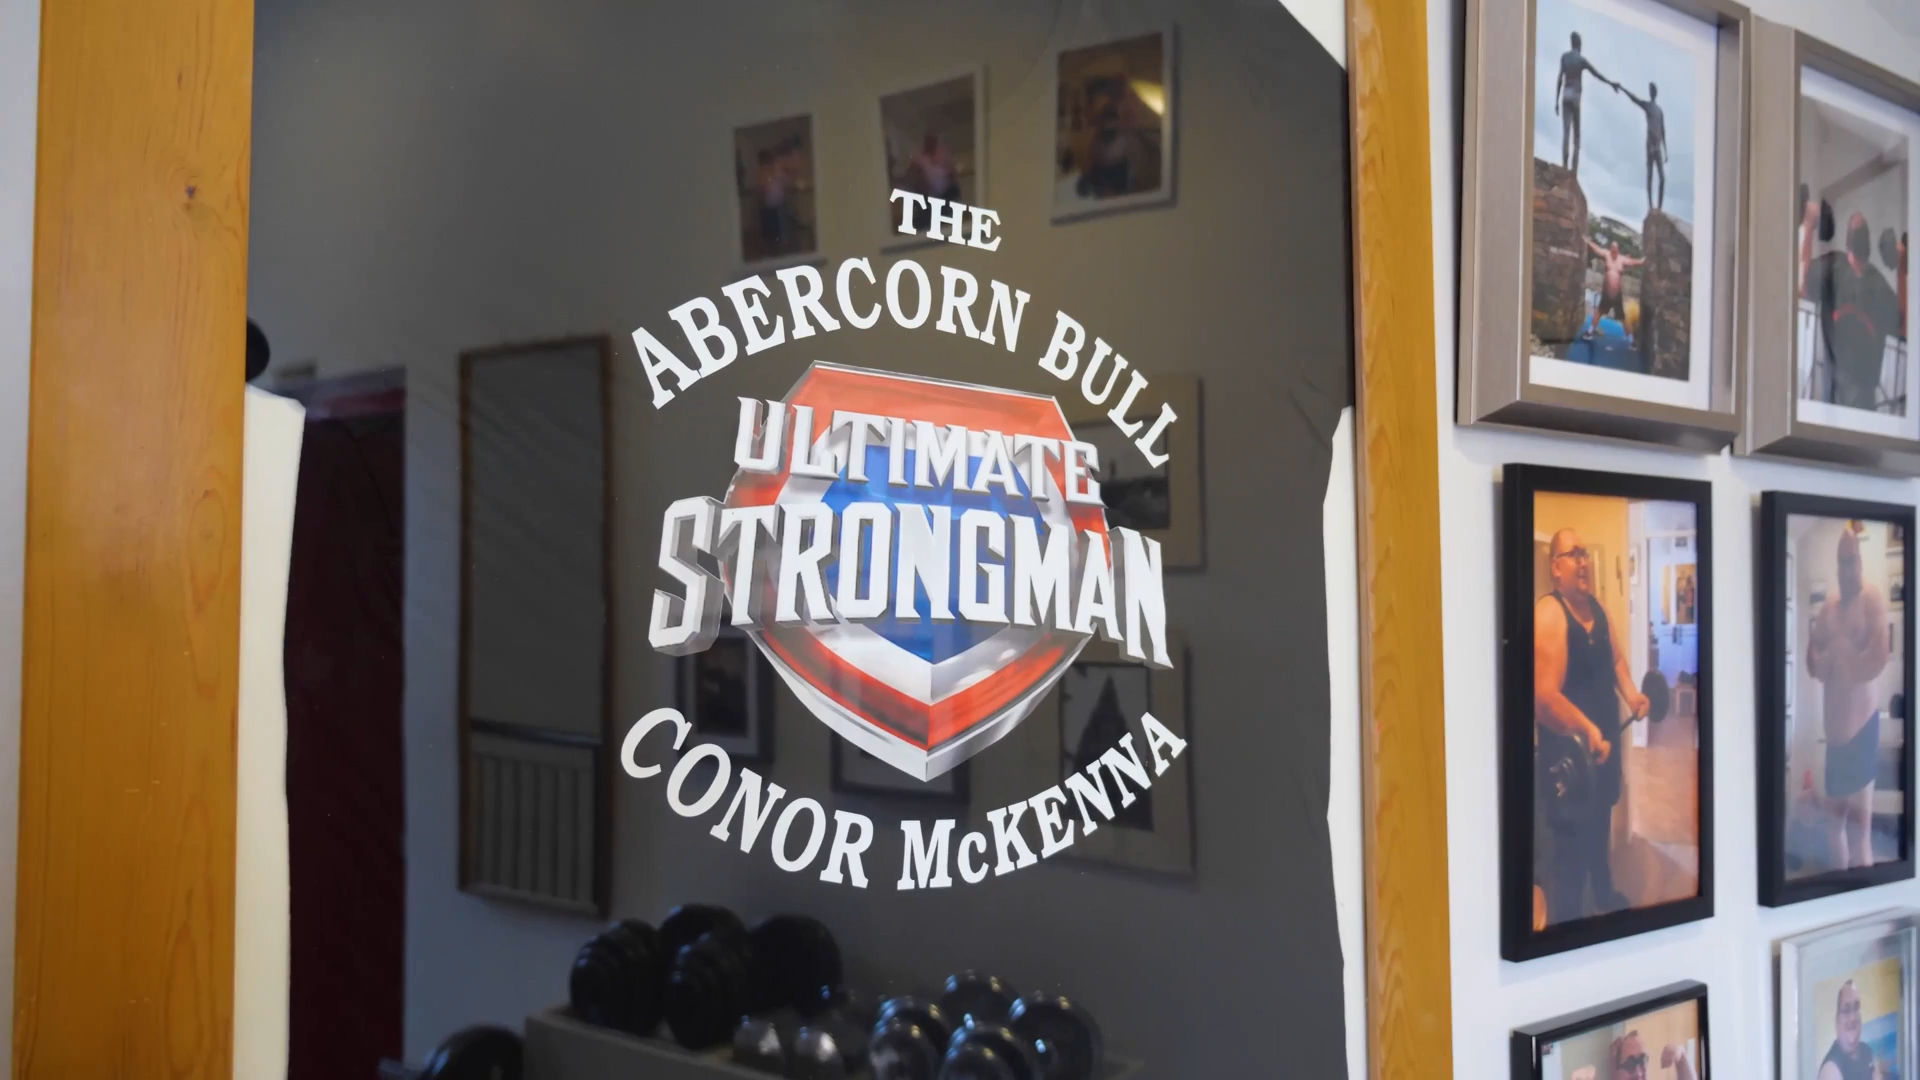 THE
ABERCORN BULL
ULTIMATE
STRONGMAN
CONOR McKENNA